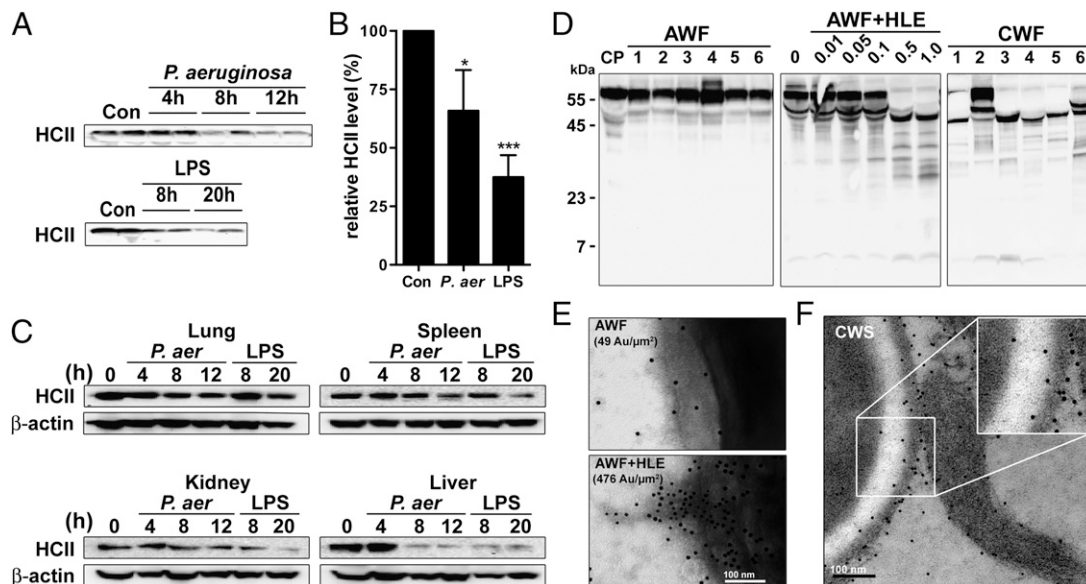 A
P. aeruginosa
Con 4h 8h 12h
HCII
LPS
Con 8h 20h
HCII
B
relative HCII level (%)
100
75
50
25
0
*
***
Con P. aer LPS
C
Lung
P. aer LPS
(h) 0 4 8 12 8 20
HCII
β-actin
Spleen
P. aer LPS
0 4 8 12 8 20
Kidney
P. aer LPS
(h) 0 4 8 12 8 20
HCII
β-actin
Liver
P. aer LPS
0 4 8 12 8 20
D
AWF
CP 1 2 3 4 5 6
kDa
55
45
23
7
AWF+HLE
0 0.01 0.05 0.1 0.5 1.0
CWF
1 2 3 4 5 6
E
AWF
(49 Au/µm²)
AWF+HLE
(476 Au/µm²)
100 nm
F
CWS
100 nm